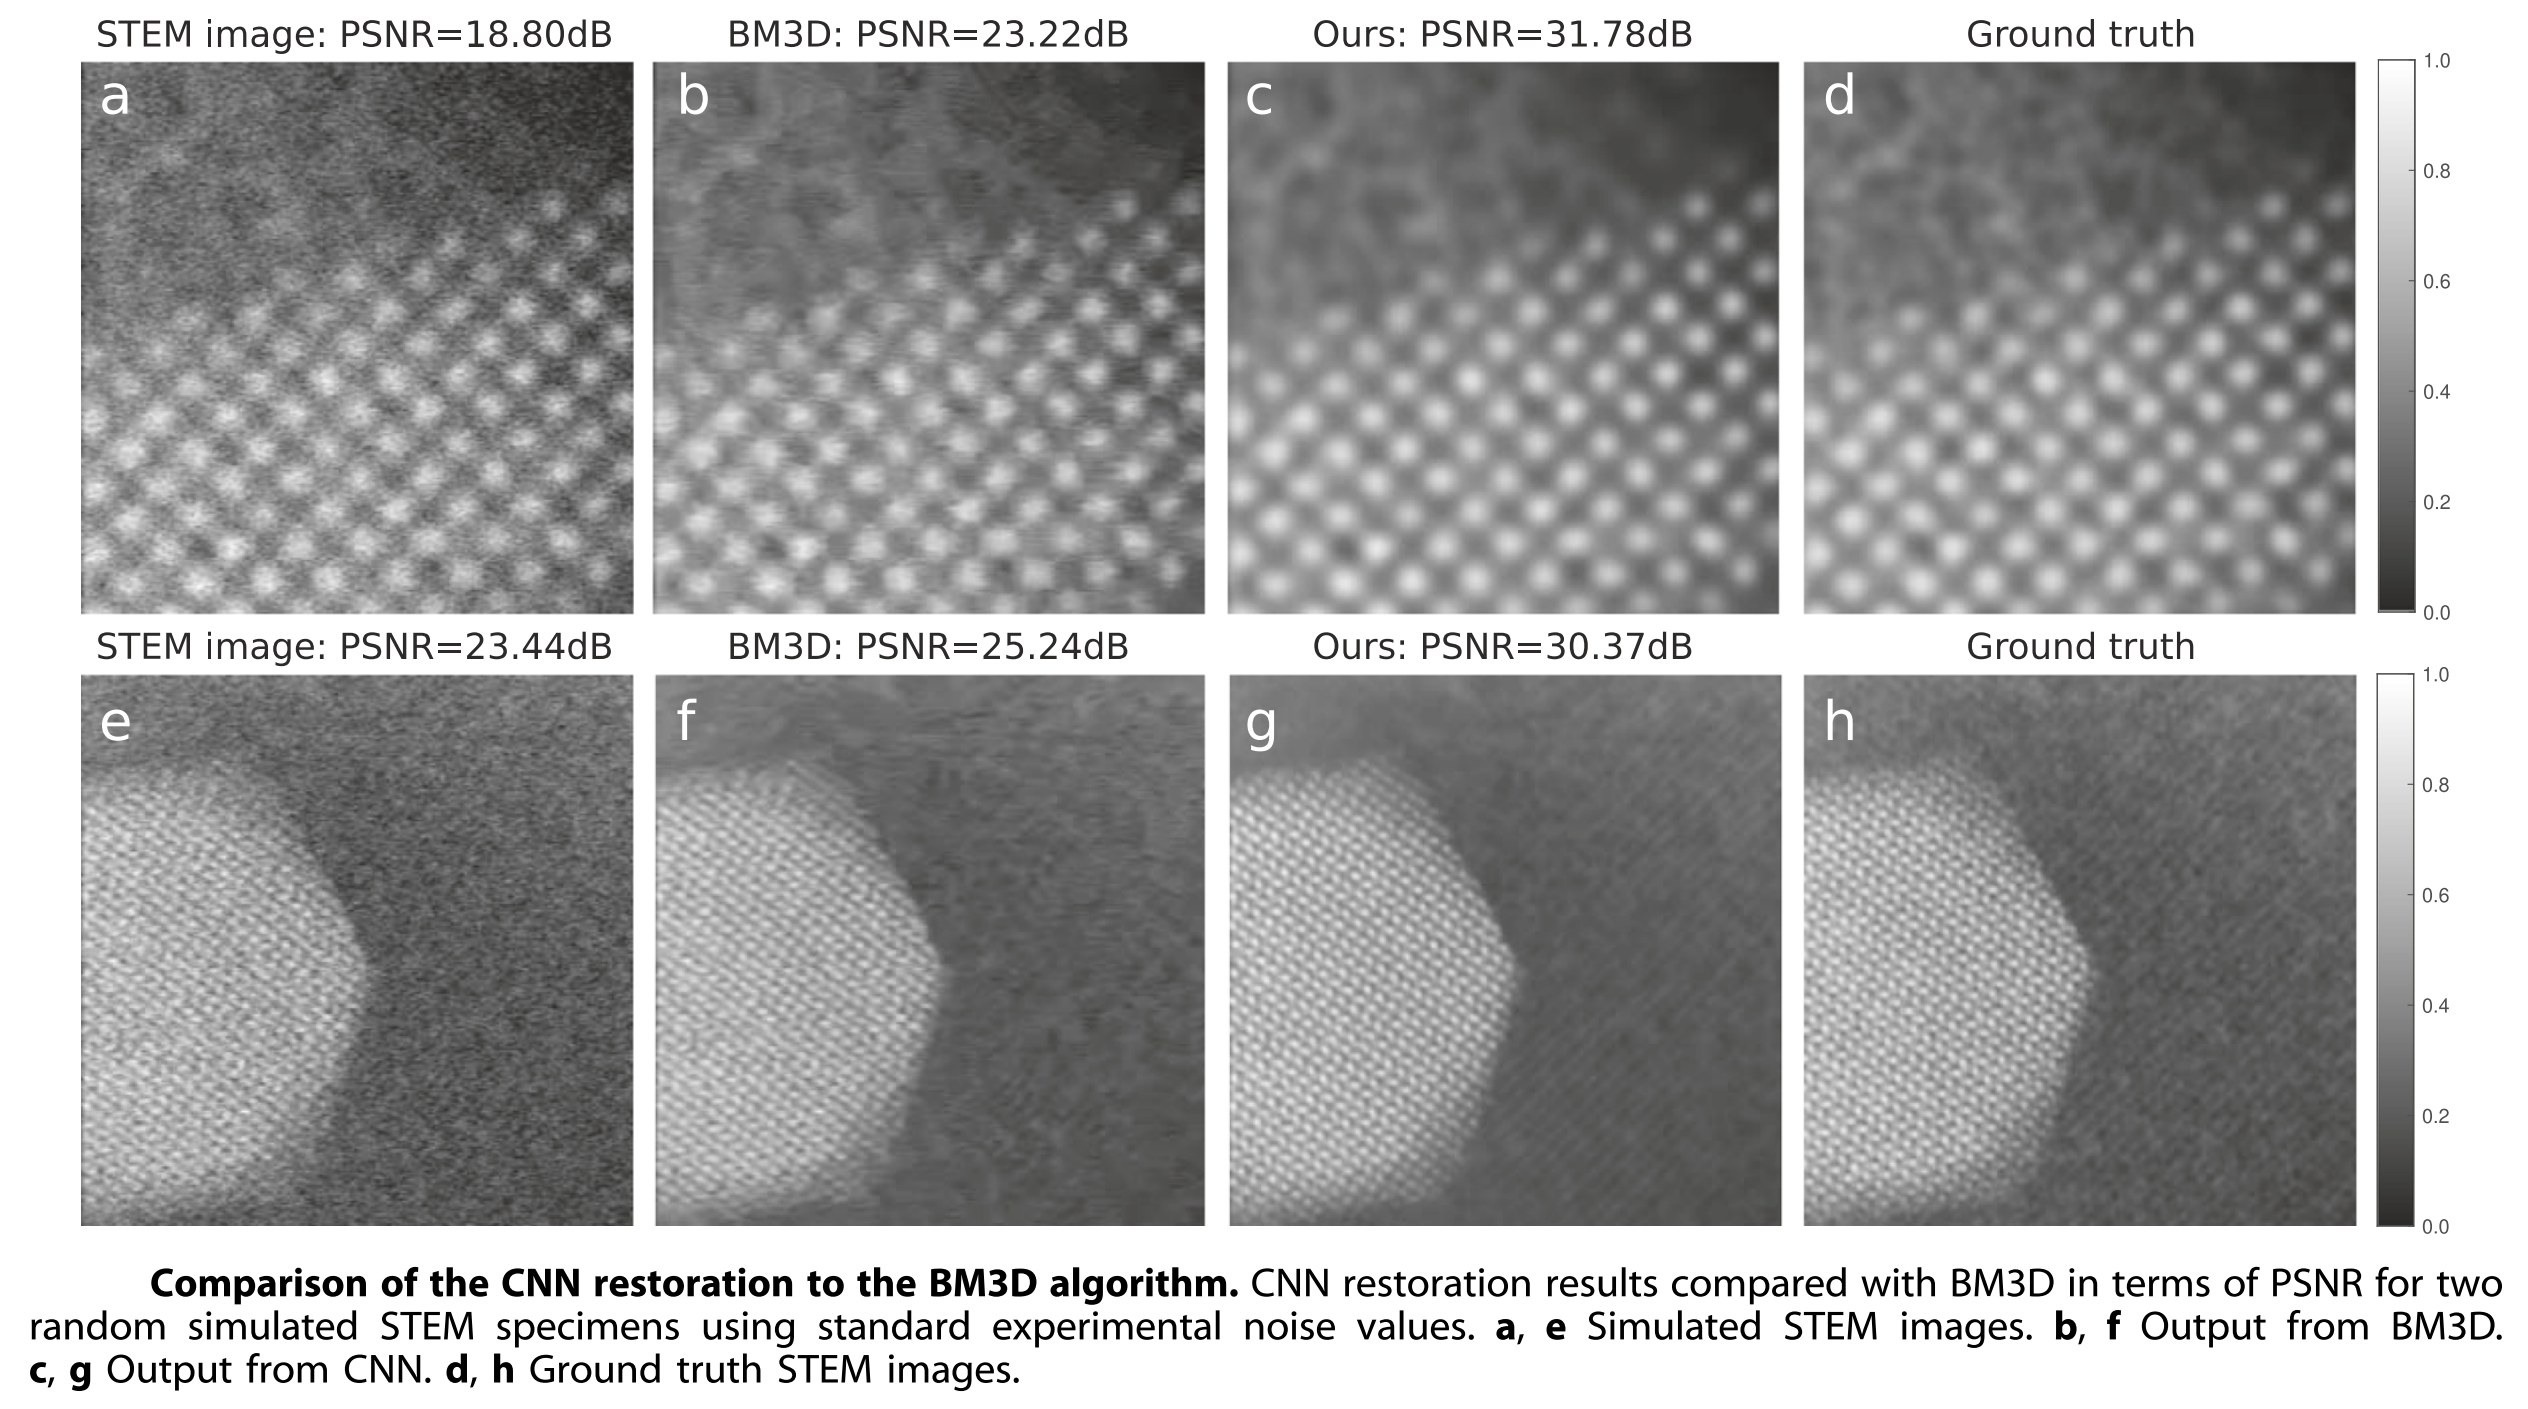 STEM image: PSNR=18.80dB
BM3D: PSNR=23.22dB
Ours: PSNR=31.78dB
Ground truth
a
b
c
d
1.0
0.8
0.6
0.4
0.2
0.0
STEM image: PSNR=23.44dB
BM3D: PSNR=25.24dB
Ours: PSNR=30.37dB
Ground truth
e
f
g
h
1.0
0.8
0.6
0.4
0.2
0.0
Comparison of the CNN restoration to the BM3D algorithm. CNN restoration results compared with BM3D in terms of PSNR for two
random simulated STEM specimens using standard experimental noise values. a, e Simulated STEM images. b, f Output from BM3D.
c, g Output from CNN. d, h Ground truth STEM images.